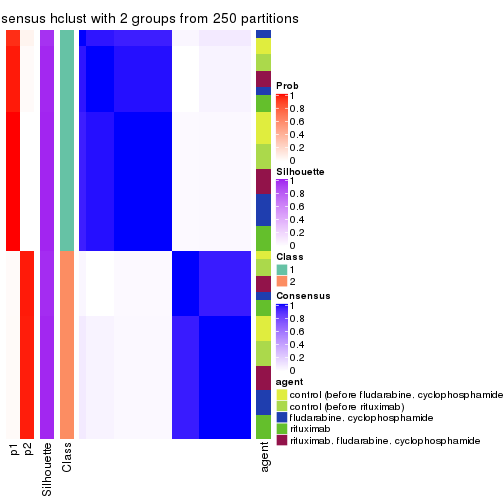 sensus hclust with 2 groups from 250 partitions
Prob
1
0.8
0.6
0.4
0.2
0
Silhouette
1
0.8
0.6
0.4
0.2
0
Class
1
2
Consensus
1
0.8
0.6
0.4
0.2
0
agent
control (before fludarabine. cyclophosphamide
control (before rituximab)
fludarabine. cyclophosphamide
rituximab
rituximab. fludarabine. cyclophosphamide
p1
p2
Silhouette
Class
agent